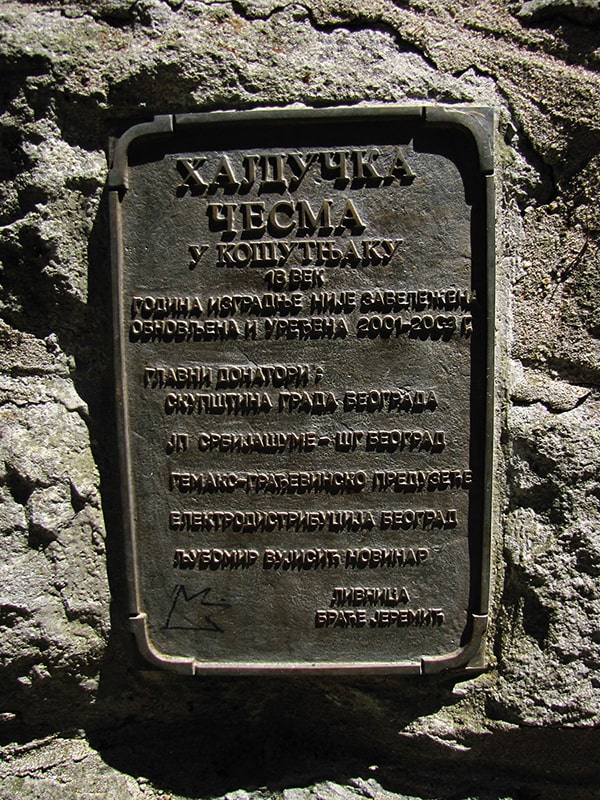 ХАЈДУЧКА
ЧЕСМА
У КОШУТЊАКУ
18 ВЕК
ГОДИНА ИЗГРАДЊЕ НИЈЕ ЗАБЕЛЕЖЕНА
ОБНОВЉЕНА И УРЕЂЕНА 2001-2003 Г.
ГЛАВНИ ДОНАТОРИ :
СКУПШТИНА ГРАДА БЕОГРАДА
ЈП СРБИЈАШУМЕ - ШГ БЕОГРАД
ГЕМАКС-ГРАЂЕВИНСКО ПРЕДУЗЕЋЕ
ЕЛЕКТРОДИСТРИБУЦИЈА БЕОГРАД
ЉУБОМИР ВУЈИСИЋ НОВИНАР
ЛИВНИЦА
БРАЋЕ ЈЕРЕМИЋ